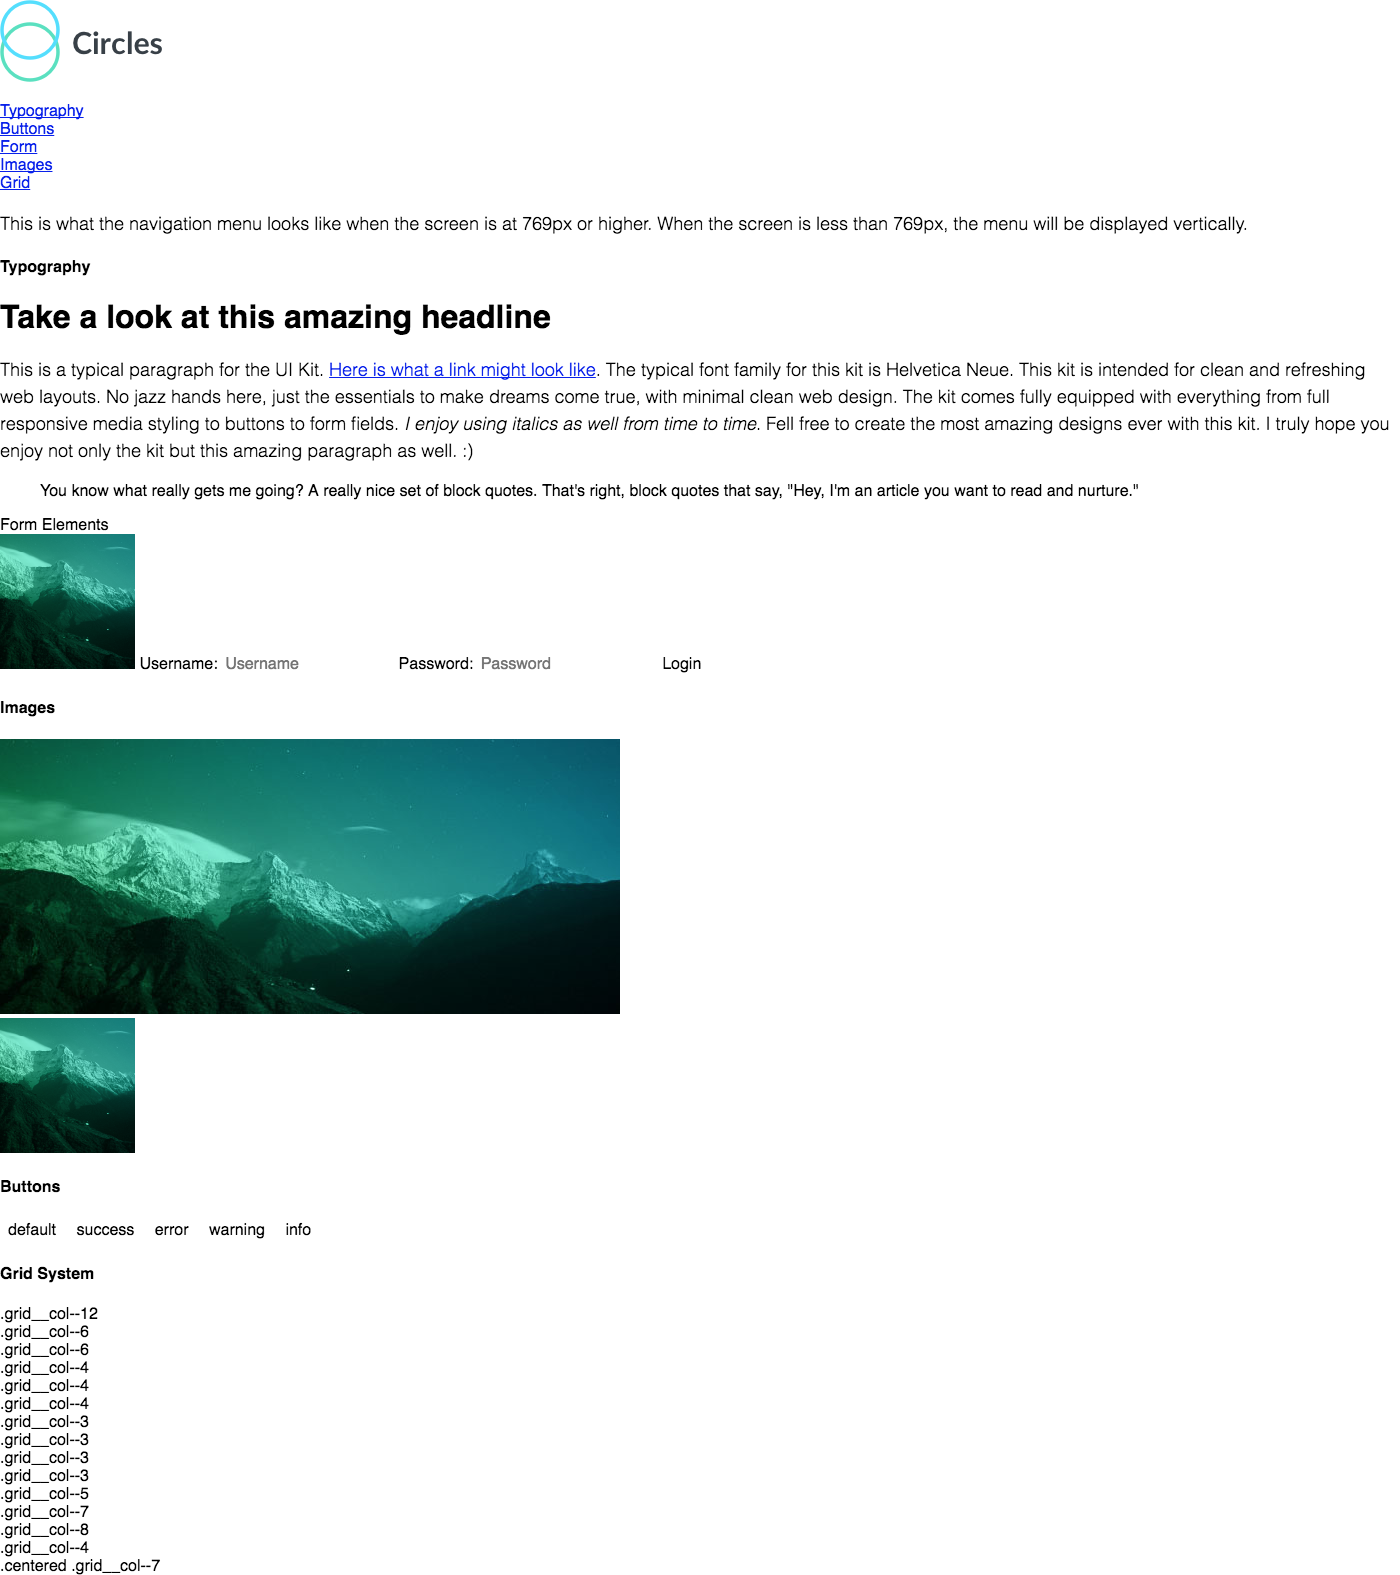 Circles
Typography
Buttons
Form
Images
Grid
This is what the navigation menu looks like when the screen is at 769px or higher. When the screen is less than 769px, the menu will be displayed vertically.
Typography
Take a look at this amazing headline
This is a typical paragraph for the UI Kit. Here is what a link might look like. The typical font family for this kit is Helvetica Neue. This kit is intended for clean and refreshing
web layouts. No jazz hands here, just the essentials to make dreams come true, with minimal clean web design. The kit comes fully equipped with everything from full
responsive media styling to buttons to form fields. I enjoy using italics as well from time to time. Fell free to create the most amazing designs ever with this kit. I truly hope you
enjoy not only the kit but this amazing paragraph as well. :)
You know what really gets me going? A really nice set of block quotes. That's right, block quotes that say, "Hey, I'm an article you want to read and nurture."
Form Elements
Username: Username Password: Password Login
Images
Buttons
default success error warning info
Grid System
.grid__col--12
.grid__col--6
.grid__col--6
.grid__col--4
.grid__col--4
.grid__col--4
.grid__col--3
.grid__col--3
.grid__col--3
.grid__col--3
.grid__col--5
.grid__col--7
.grid__col--8
.grid__col--4
.centered .grid__col--7